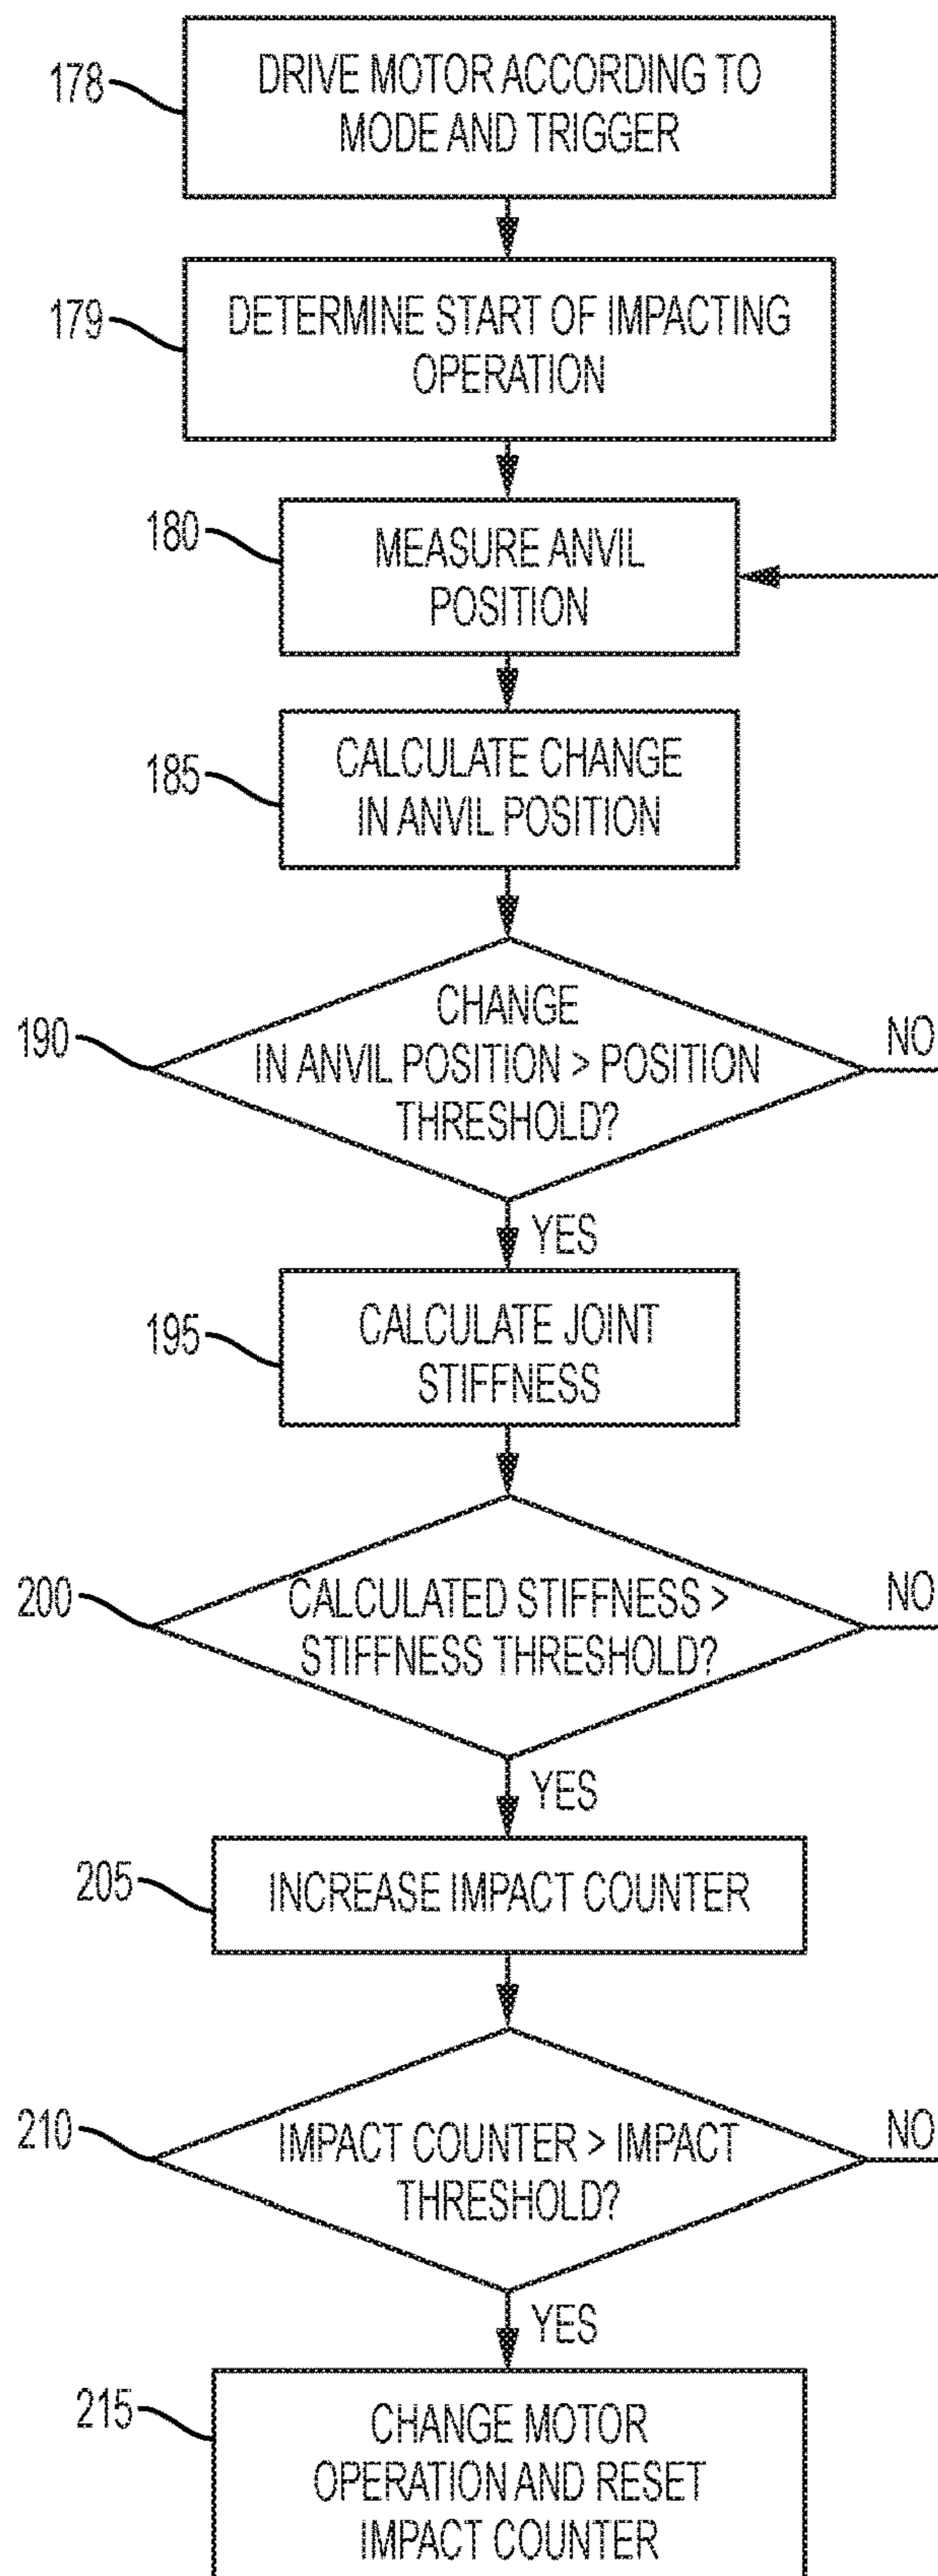 178
DRIVE MOTOR ACCORDING TO
MODE AND TRIGGER
179
DETERMINE START OF IMPACTING
OPERATION
180
MEASURE ANVIL
POSITION
185
CALCULATE CHANGE
IN ANVIL POSITION
190
CHANGE
IN ANVIL POSITION > POSITION
THRESHOLD?
NO
YES
195
CALCULATE JOINT
STIFFNESS
200
CALCULATED STIFFNESS >
STIFFNESS THRESHOLD?
NO
YES
205
INCREASE IMPACT COUNTER
210
IMPACT COUNTER > IMPACT
THRESHOLD?
NO
YES
215
CHANGE MOTOR
OPERATION AND RESET
IMPACT COUNTER